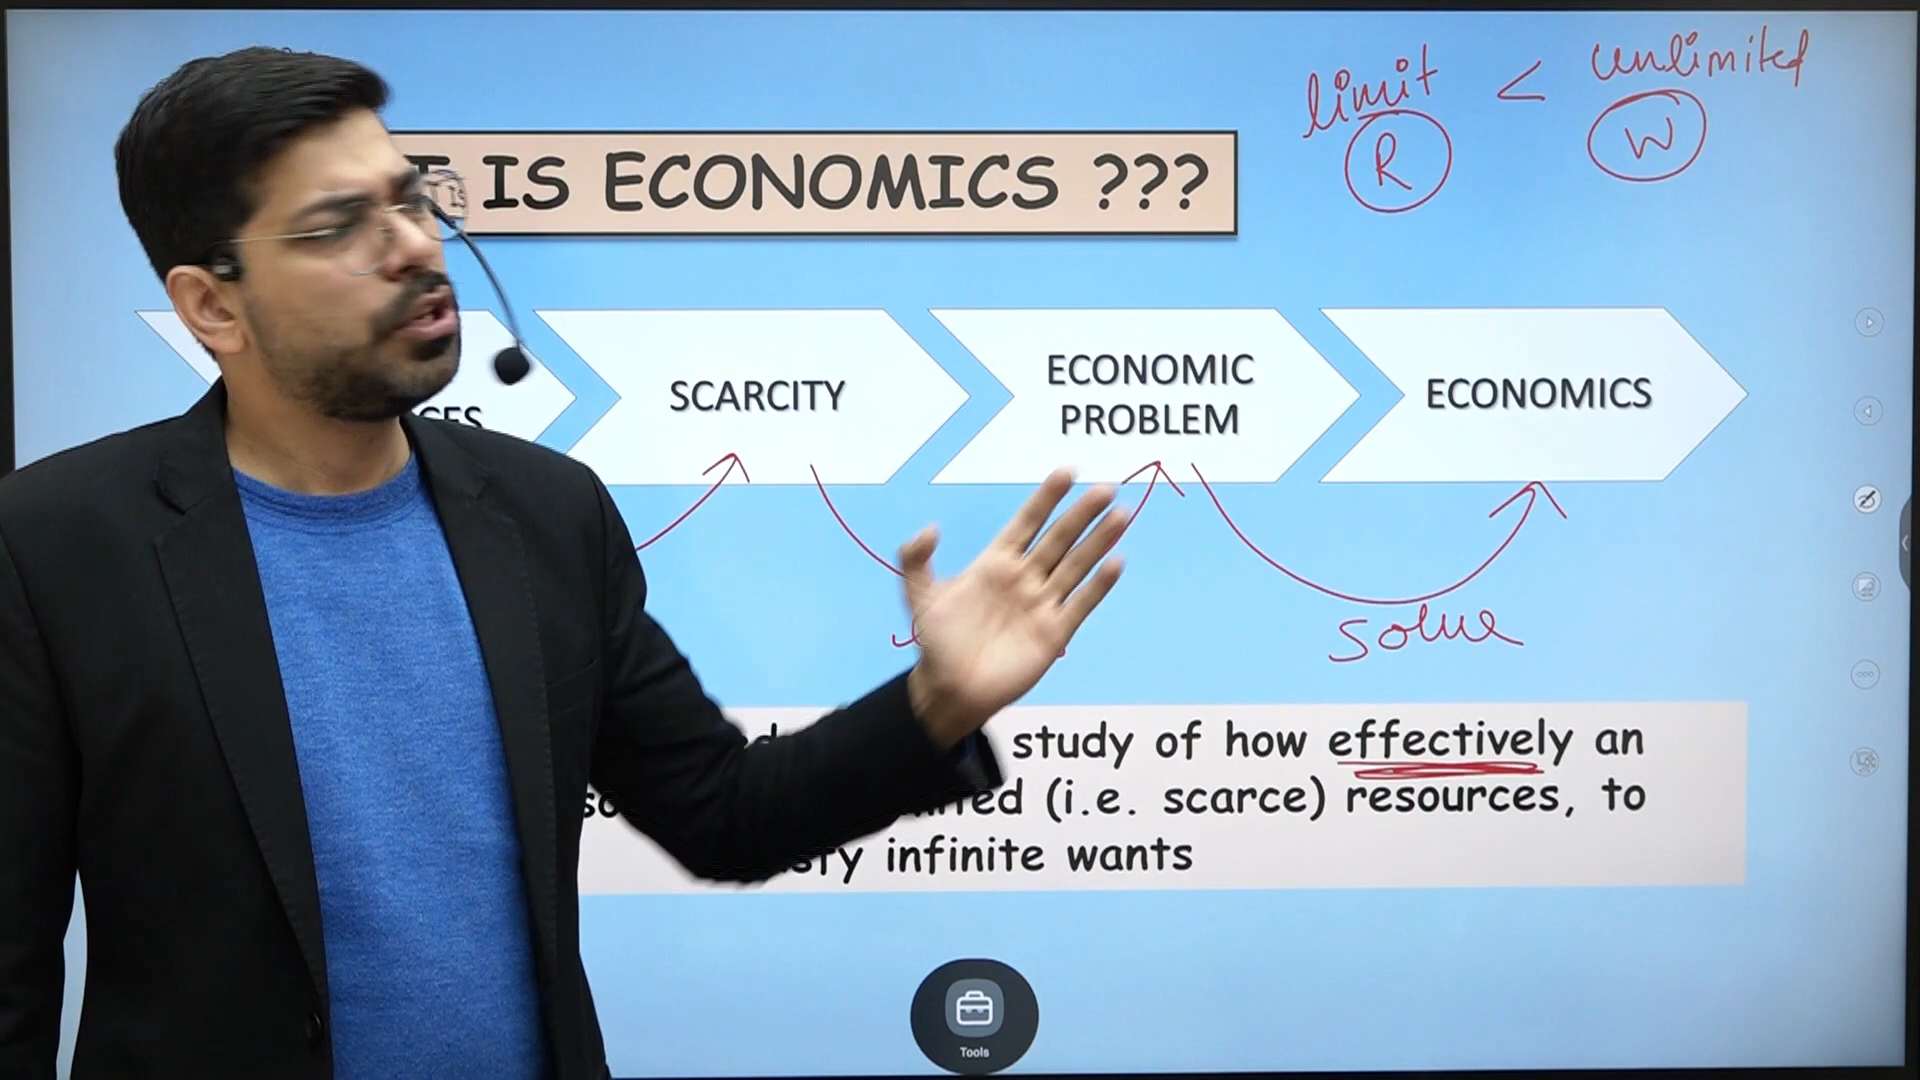 limit < unlimited
R W
IS ECONOMICS ???
SCARCITY
ECONOMIC
PROBLEM
ECONOMICS
solve
study of how effectively an
(i.e. scarce) resources, to
infinite wants
Tools